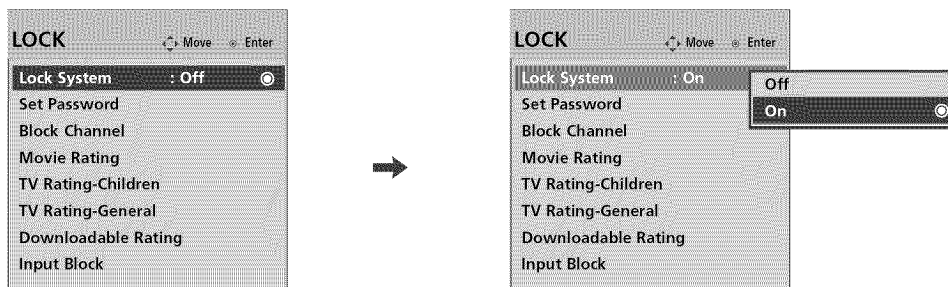 LOCK Move Enter
Lock System : Off
Set Password
Block Channel
Movie Rating
TV Rating-Children
TV Rating-General
Downloadable Rating
Input Block
LOCK Move Enter
Lock System : On
Set Password
Block Channel
Movie Rating
TV Rating-Children
TV Rating-General
Downloadable Rating
Input Block
Off
On